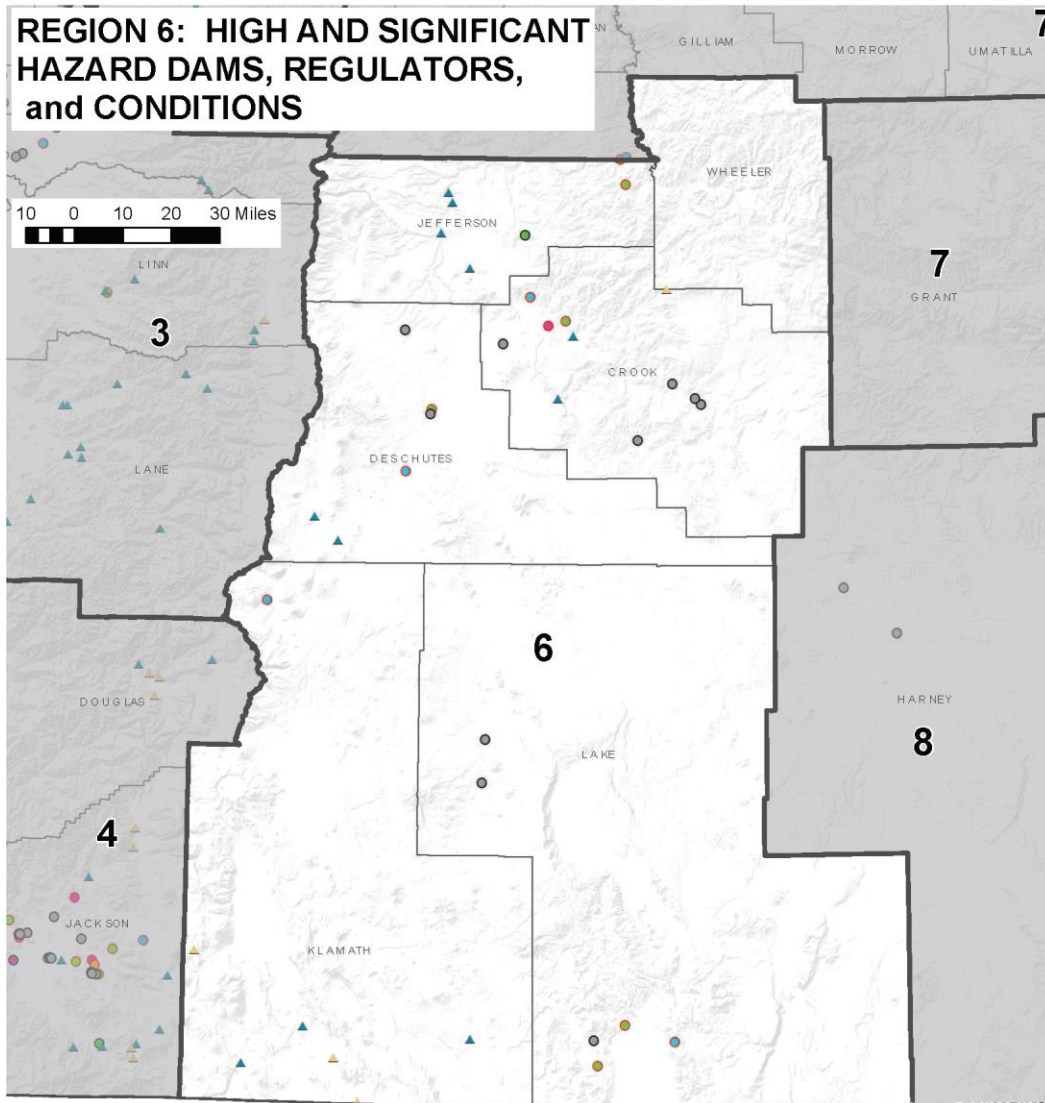 REGION 6: HIGH AND SIGNIFICANT
HAZARD DAMS, REGULATORS,
and CONDITIONS
GILLIAM
MORROW
UMATILLA
7
10 0 10 20 30 Miles
WHEELER
JEFFERSON
LINN
3
7
GRANT
CROOK
LANE
DESCHUTES
6
DOUGLAS
HARNEY
8
LAKE
4
JACKSON
KLAMATH